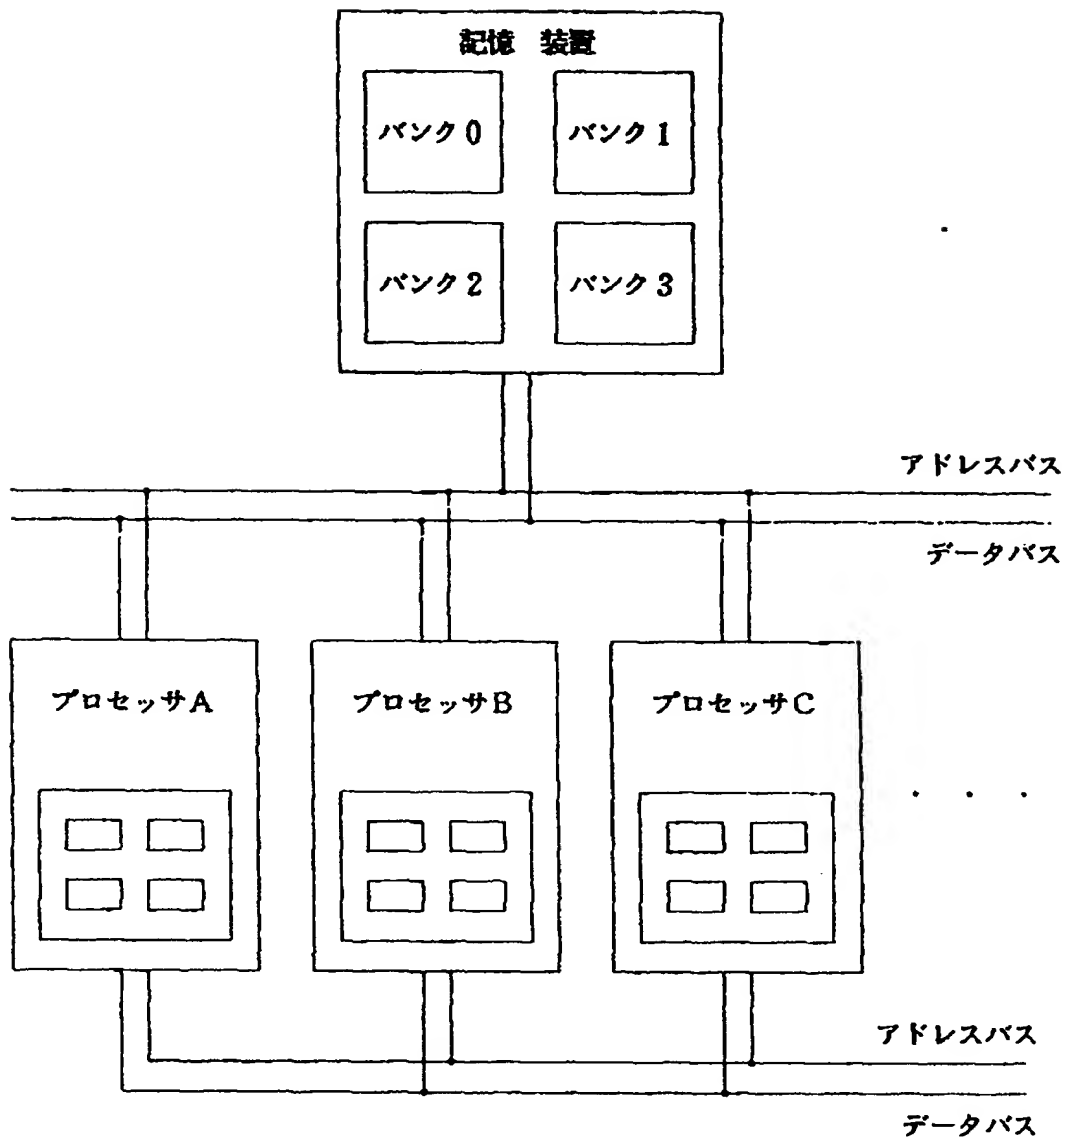 記憶 装置
バンク0
バンク1
バンク2
バンク3
アドレスバス
データバス
プロセッサA
プロセッサB
プロセッサC
アドレスバス
データバス